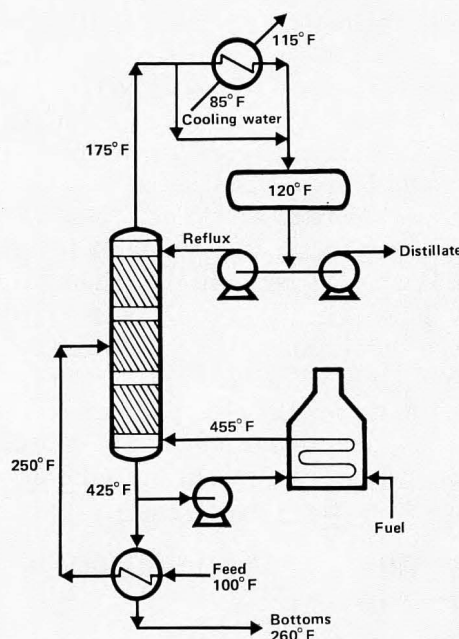 115°F
85°F
Cooling water
175°F
120°F
Reflux
Distillate
455°F
250°F
425°F
Fuel
Feed
100°F
Bottoms
260°F